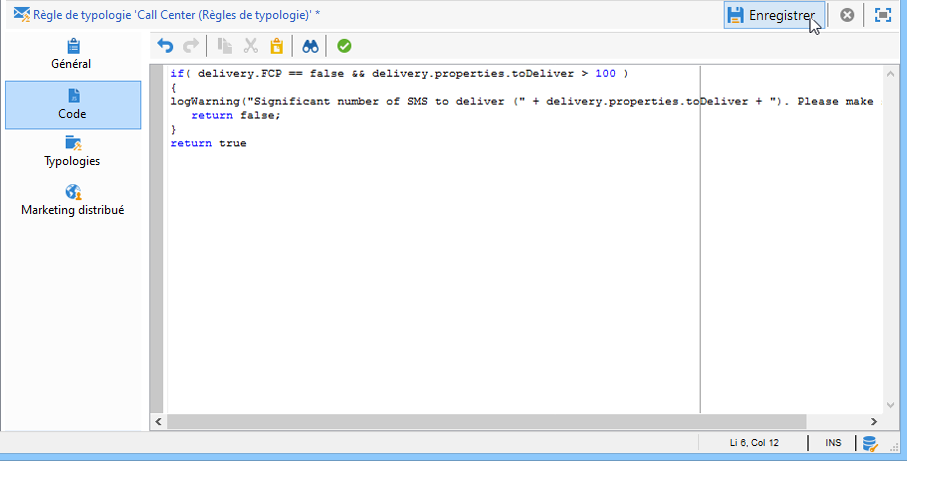 Règle de typologie 'Call Center (Règles de typologie)' *
Enregistrer
Général
Code
Typologies
Marketing distribué
if( delivery.FCP == false && delivery.properties.toDeliver > 100 )
{
logWarning("Significant number of SMS to deliver (" + delivery.properties.toDeliver + "). Please make
return false;
}
return true
Li 6, Col 12
INS